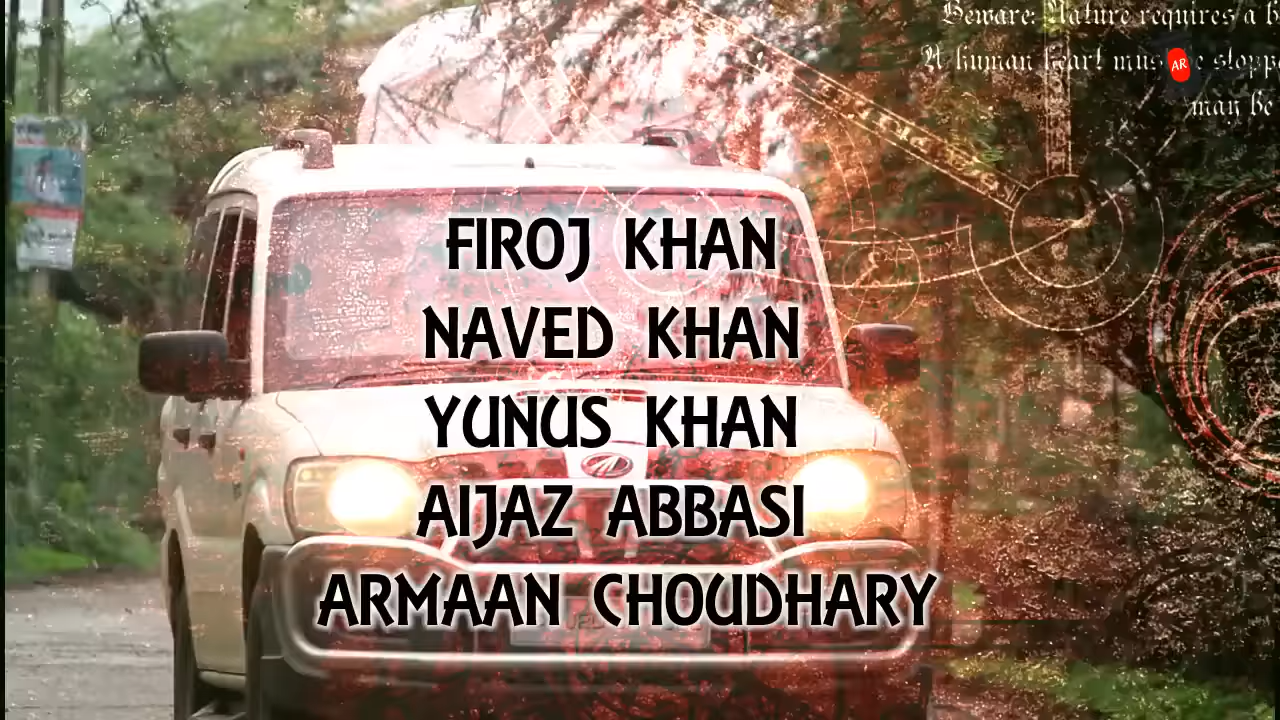 Beware: Nature requires a
A human heart must be
AR
may be
FIROJ KHAN
NAVED KHAN
YUNUS KHAN
AIJAZ ABBASI
ARMAAN CHOUDHARY